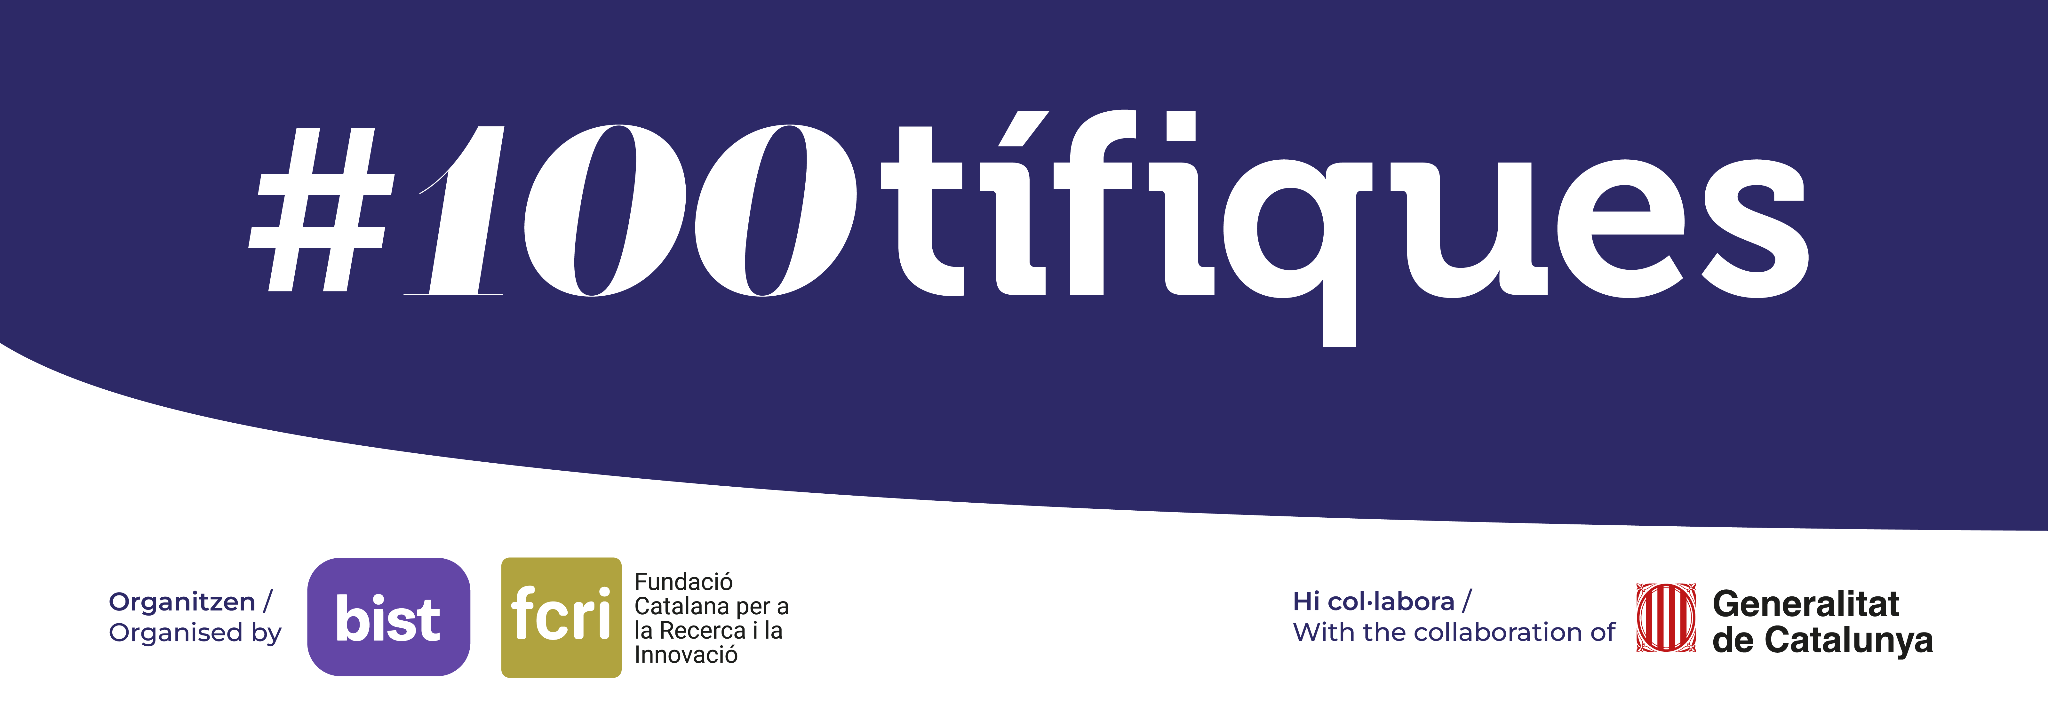 #100tífiques
Organitzen /
Organised by
bist
fcri
Fundació
Catalana per a
la Recerca i la
Innovació
Hi col·labora /
With the collaboration of
Generalitat
de Catalunya